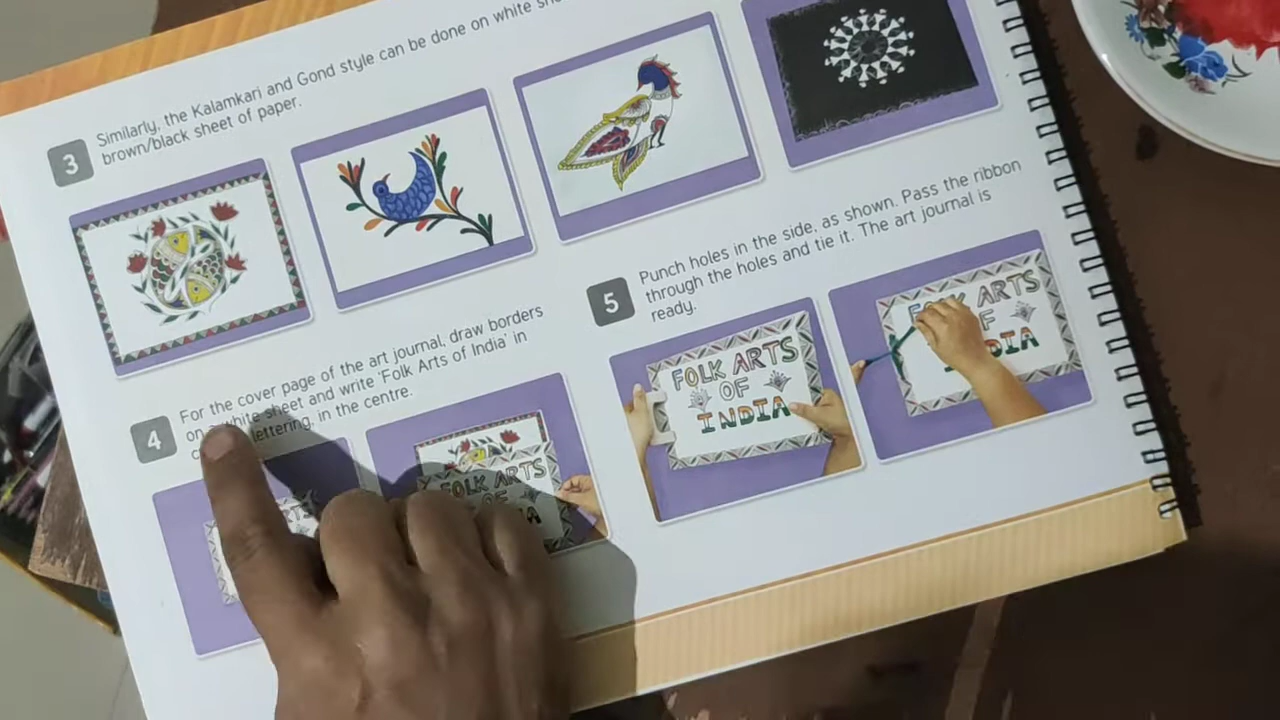 3
Similarly, the Kalamkari and Gond style can be done on white
brown/black sheet of paper.
4
For the cover page of the art journal, draw borders
on white sheet and write 'Folk Arts of India' in
lettering, in the centre.
FOLK ARTS
OF
5
Punch holes in the side, as shown. Pass the ribbon
through the holes and tie it. The art journal is
ready.
FOLK ARTS
OF
INDIA
ARTS